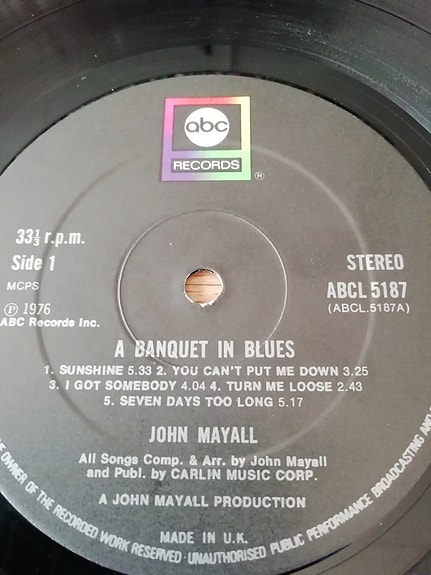 abc
RECORDS
®
33⅓ r.p.m.
Side 1
MCPS
℗ 1976
ABC Records Inc.
STEREO
ABCL 5187
(ABCL.5187A)
A BANQUET IN BLUES
1. SUNSHINE 5.33 2. YOU CAN'T PUT ME DOWN 3.25
3. I GOT SOMEBODY 4.04 4. TURN ME LOOSE 2.43
5. SEVEN DAYS TOO LONG 5.17
JOHN MAYALL
All Songs Comp. & Arr. by John Mayall
and Publ. by CARLIN MUSIC CORP.
A JOHN MAYALL PRODUCTION
MADE IN U.K.
OWNER OF THE RECORDED WORK RESERVED · UNAUTHORISED PUBLIC PERFORMANCE BROADCASTING AND